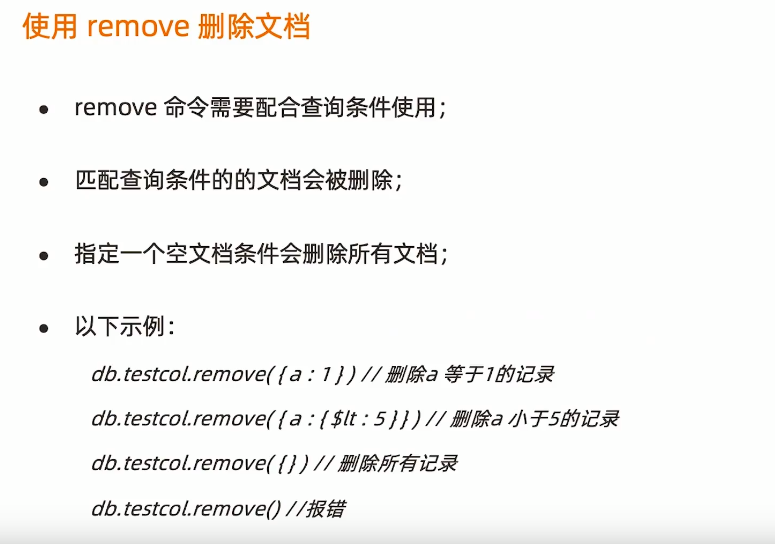 使用 remove 删除文档
● remove 命令需要配合查询条件使用；
● 匹配查询条件的的文档会被删除；
● 指定一个空文档条件会删除所有文档；
● 以下示例：
db.testcol.remove( { a : 1 } ) // 删除a 等于1的记录
db.testcol.remove( { a : { $lt : 5 } } ) // 删除a 小于5的记录
db.testcol.remove( { } ) // 删除所有记录
db.testcol.remove() //报错